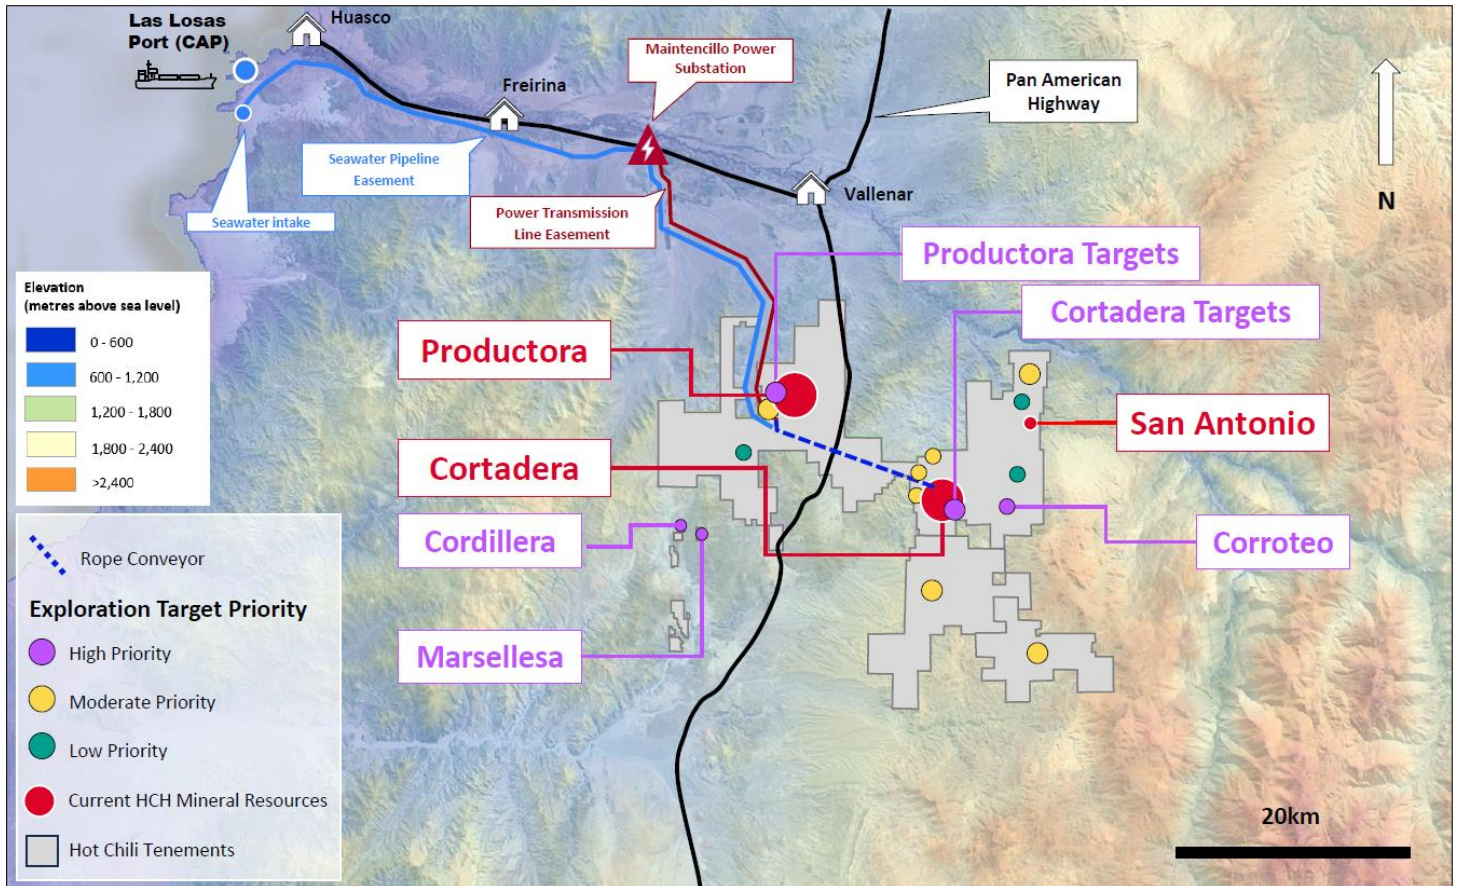 Las Losas
Port (CAP)
Huasco
Freirina
Maintencillo Power
Substation
Pan American
Highway
N
Seawater Pipeline
Easement
Seawater intake
Power Transmission
Line Easement
Vallenar
Productora Targets
Cortadera Targets
Elevation
(metres above sea level)
0 - 600
600 - 1,200
1,200 - 1,800
1,800 - 2,400
>2,400
Productora
San Antonio
Cortadera
Cordillera
Corroteo
Marsellesa
Rope Conveyor
Exploration Target Priority
High Priority
Moderate Priority
Low Priority
Current HCH Mineral Resources
Hot Chili Tenements
20km